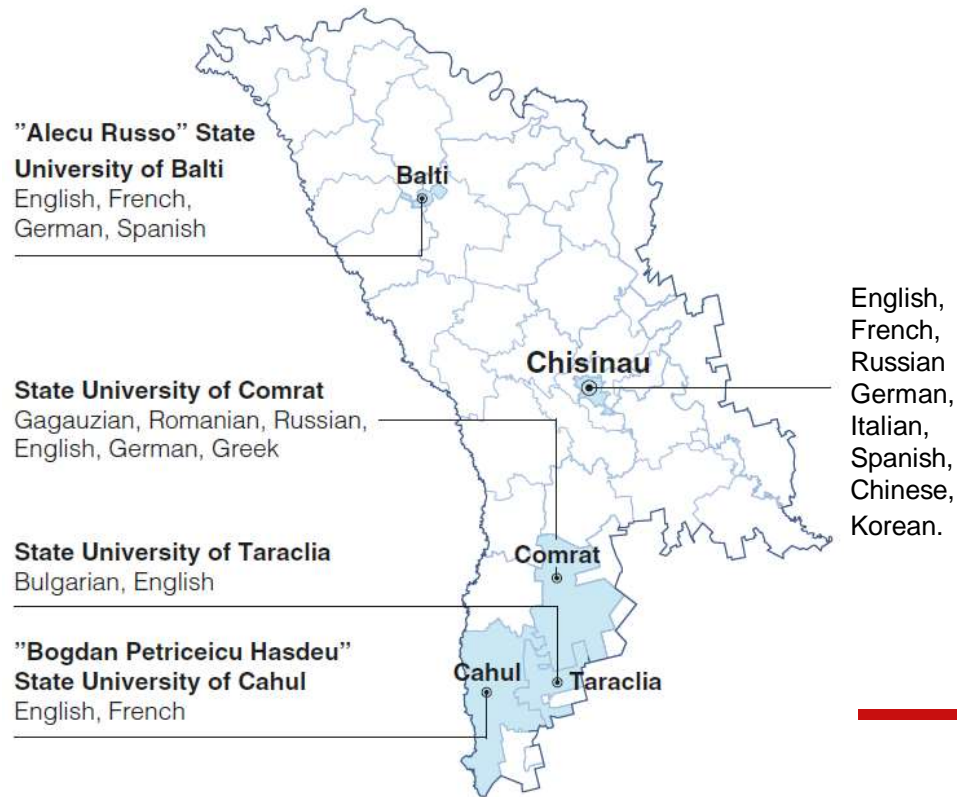 ”Alecu Russo” State
University of Balti
English, French,
German, Spanish
Balti
Chisinau
English,
French,
Russian
German,
Italian,
Spanish,
Chinese,
Korean.
State University of Comrat
Gagauzian, Romanian, Russian,
English, German, Greek
Comrat
State University of Taraclia
Bulgarian, English
”Bogdan Petriceicu Hasdeu”
State University of Cahul
English, French
Cahul
Taraclia